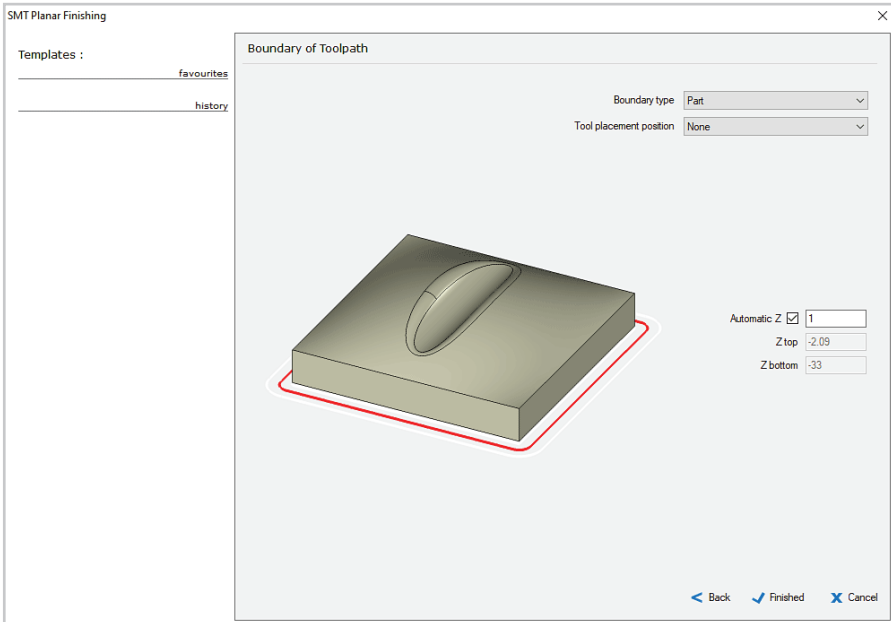 SMT Planar Finishing
Templates :
favourites
history
Boundary of Toolpath
Boundary type Part
Tool placement position None
Automatic Z 1
Z top -2.09
Z bottom -33
Back Finished Cancel